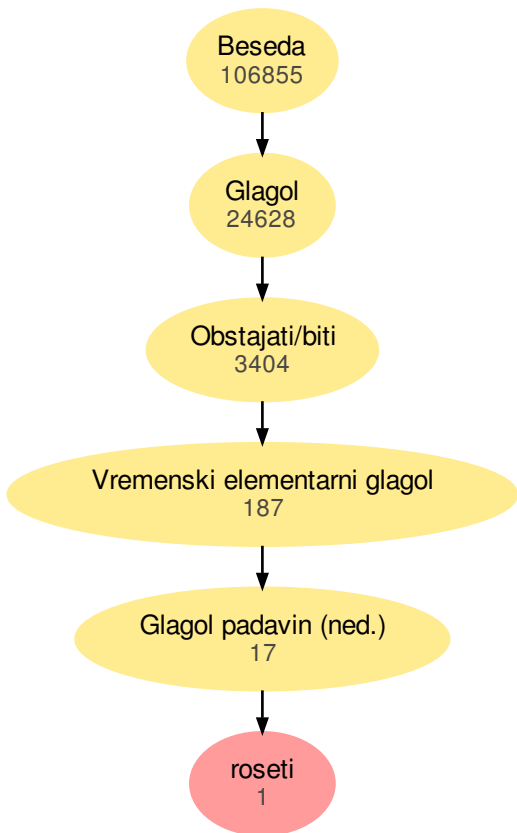 Beseda
106855
Glagol
24628
Obstajati/biti
3404
Vremenski elementarni glagol
187
Glagol padavin (ned.)
17
roseti
1